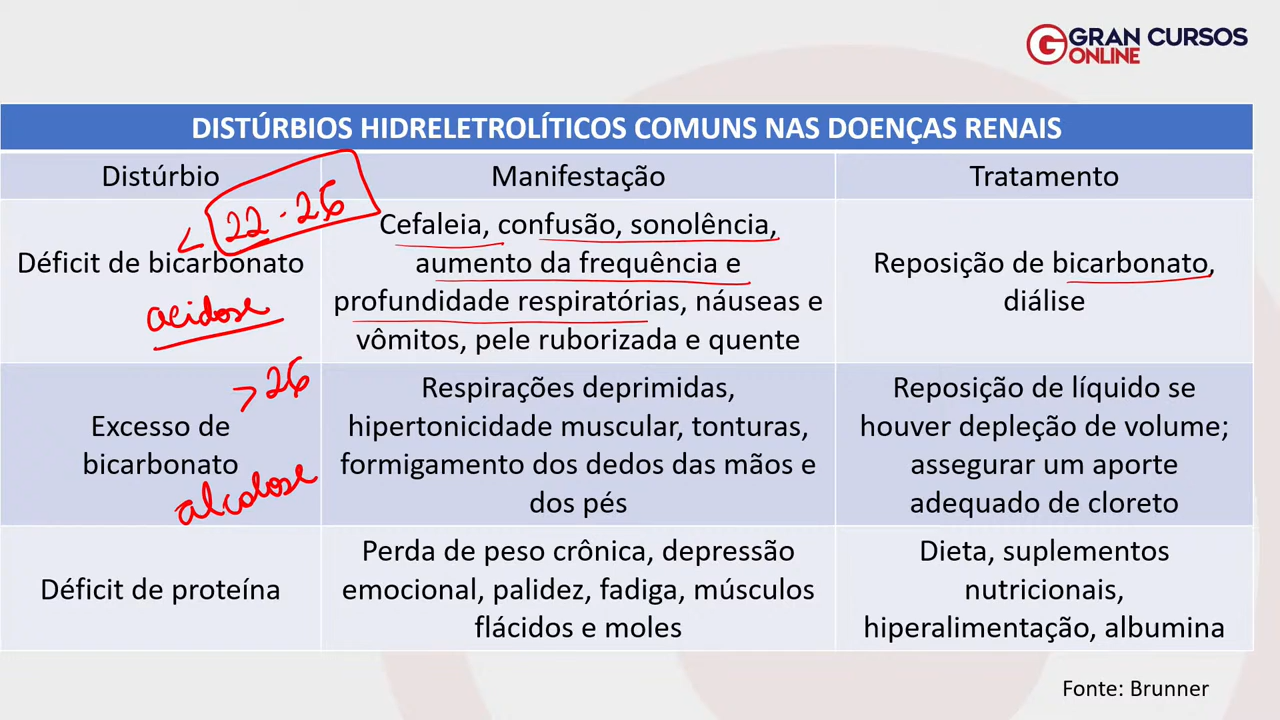 GRAN CURSOS
ONLINE
DISTÚRBIOS HIDRELETROLÍTICOS COMUNS NAS DOENÇAS RENAIS
Distúrbio
Manifestação
Tratamento
< 22 - 26
Déficit de bicarbonato
acidose
Cefaleia, confusão, sonolência,
aumento da frequência e
profundidade respiratórias, náuseas e
vômitos, pele ruborizada e quente
Reposição de bicarbonato,
diálise
> 26
Excesso de
bicarbonato
alcalose
Respirações deprimidas,
hipertonicidade muscular, tonturas,
formigamento dos dedos das mãos e
dos pés
Reposição de líquido se
houver depleção de volume;
assegurar um aporte
adequado de cloreto
Déficit de proteína
Perda de peso crônica, depressão
emocional, palidez, fadiga, músculos
flácidos e moles
Dieta, suplementos
nutricionais,
hiperalimentação, albumina
Fonte: Brunner